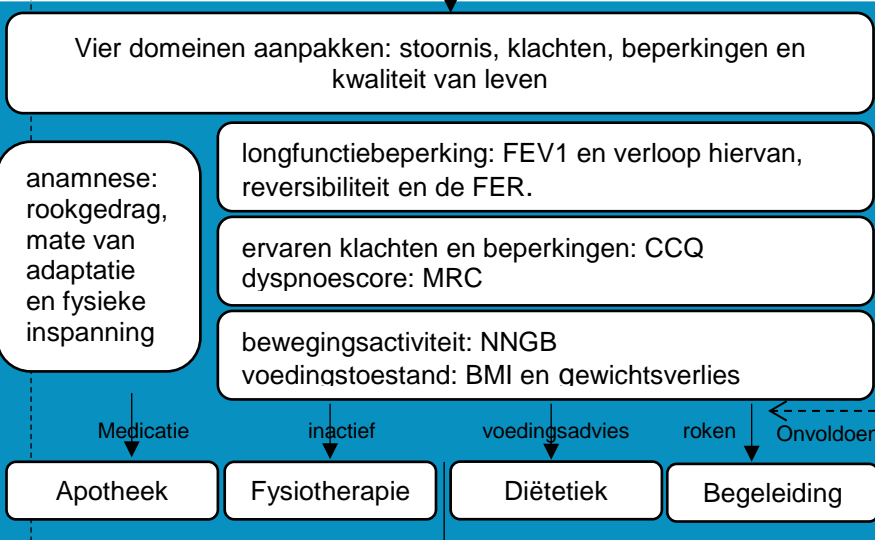 Vier domeinen aanpakken: stoornis, klachten, beperkingen en
kwaliteit van leven
anamnese:
rookgedrag,
mate van
adaptatie
en fysieke
inspanning
longfunctiebeperking: FEV1 en verloop hiervan,
reversibiliteit en de FER.
ervaren klachten en beperkingen: CCQ
dyspnoescore: MRC
bewegingsactiviteit: NNGB
voedingstoestand: BMI en gewichtsverlies
Medicatie
inactief
voedingsadvies
roken
Onvoldoen
Apotheek
Fysiotherapie
Diëtetiek
Begeleiding